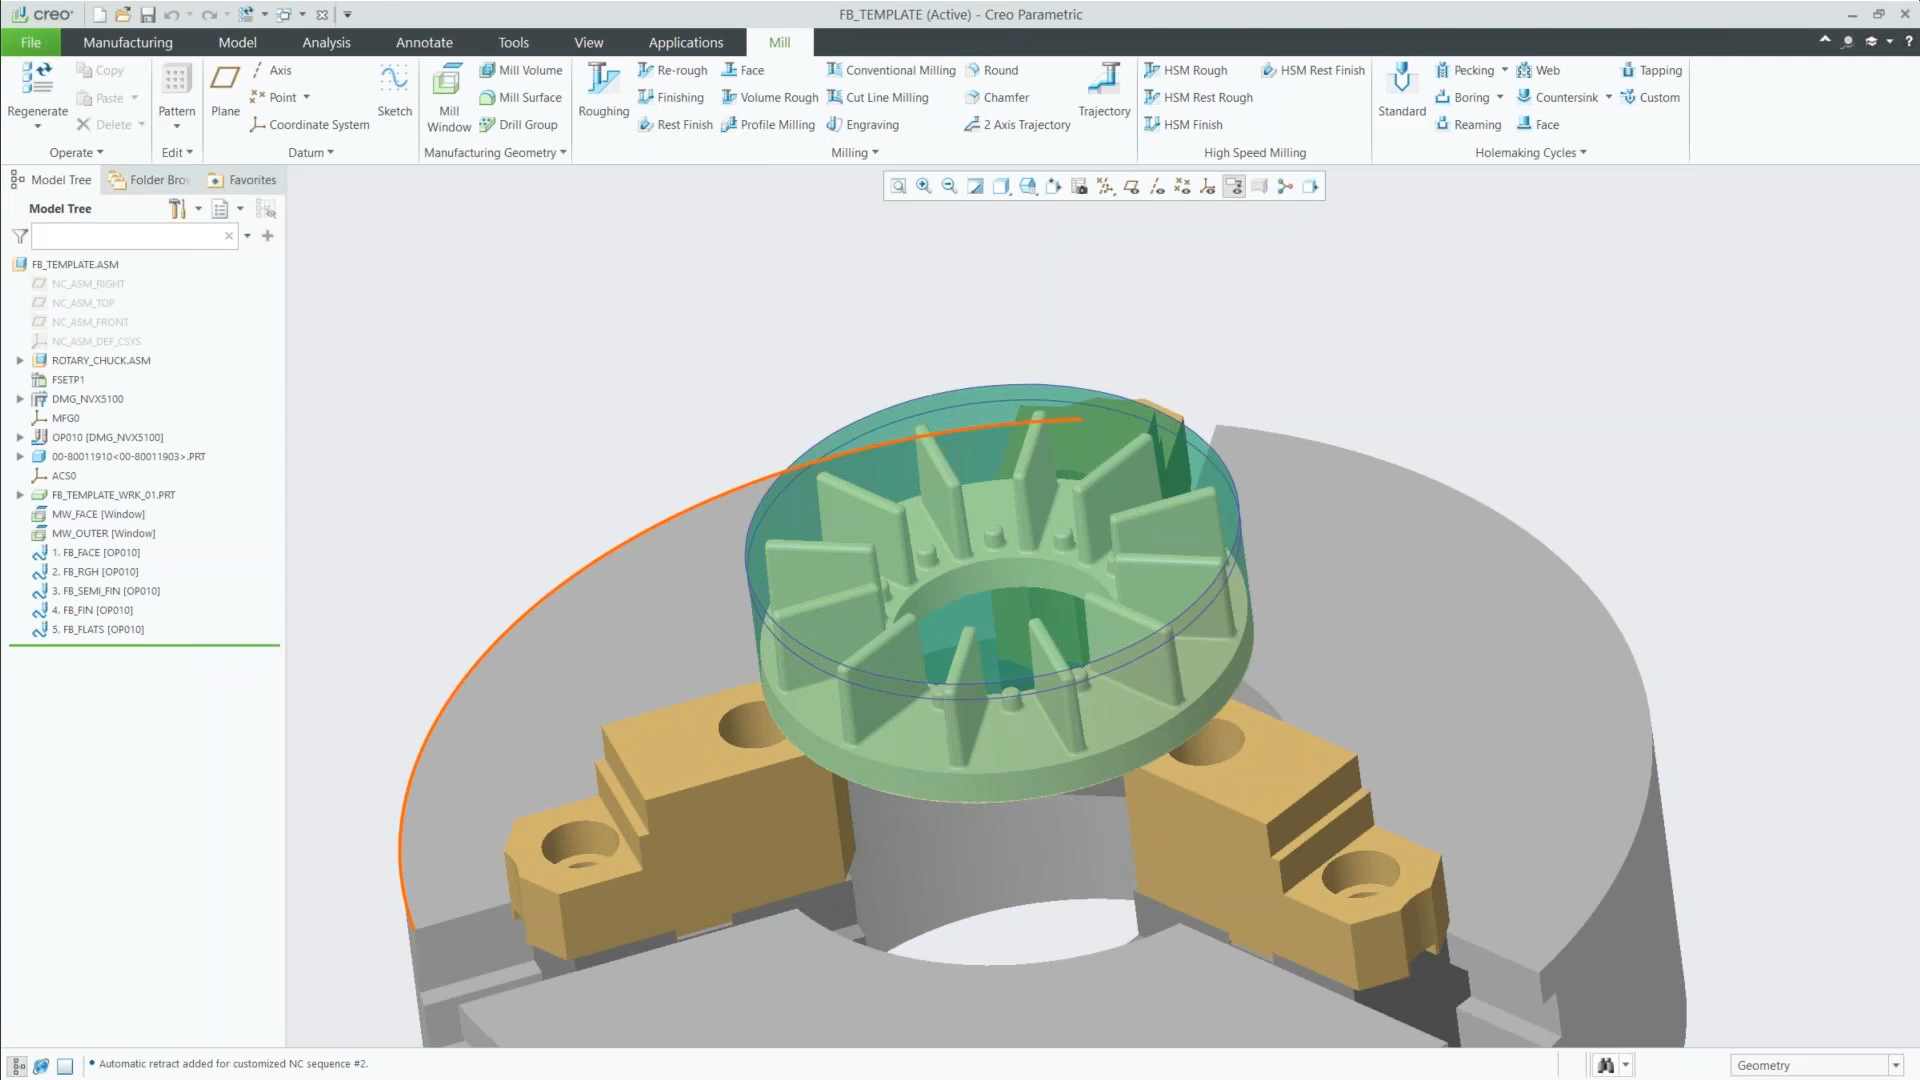 creo
FB_TEMPLATE (Active) - Creo Parametric
File Manufacturing Model Analysis Annotate Tools View Applications Mill
Regenerate
Copy
Paste
Delete
Operate
Pattern
Edit
Plane
Axis
Point
Coordinate System
Sketch
Datum
Mill Window
Mill Volume
Mill Surface
Drill Group
Manufacturing Geometry
Roughing
Re-rough
Finishing
Rest Finish
Face
Volume Rough
Profile Milling
Conventional Milling
Cut Line Milling
Engraving
Round
Chamfer
2 Axis Trajectory
Trajectory
Milling
HSM Rough
HSM Rest Rough
HSM Finish
HSM Rest Finish
High Speed Milling
Standard
Pecking
Boring
Reaming
Web
Countersink
Face
Tapping
Custom
Holemaking Cycles
Model Tree Folder Brov Favorites
Model Tree
FB_TEMPLATE.ASM
NC_ASM_RIGHT
NC_ASM_TOP
NC_ASM_FRONT
NC_ASM_DEF_CSYS
ROTARY_CHUCK.ASM
FSETP1
DMG_NVX5100
MFG0
OP010 [DMG_NVX5100]
00-80011910<00-80011903>.PRT
ACS0
FB_TEMPLATE_WRK_01.PRT
MW_FACE [Window]
MW_OUTER [Window]
1. FB_FACE [OP010]
2. FB_RGH [OP010]
3. FB_SEMI_FIN [OP010]
4. FB_FIN [OP010]
5. FB_FLATS [OP010]
• Automatic retract added for customized NC sequence #2.
Geometry